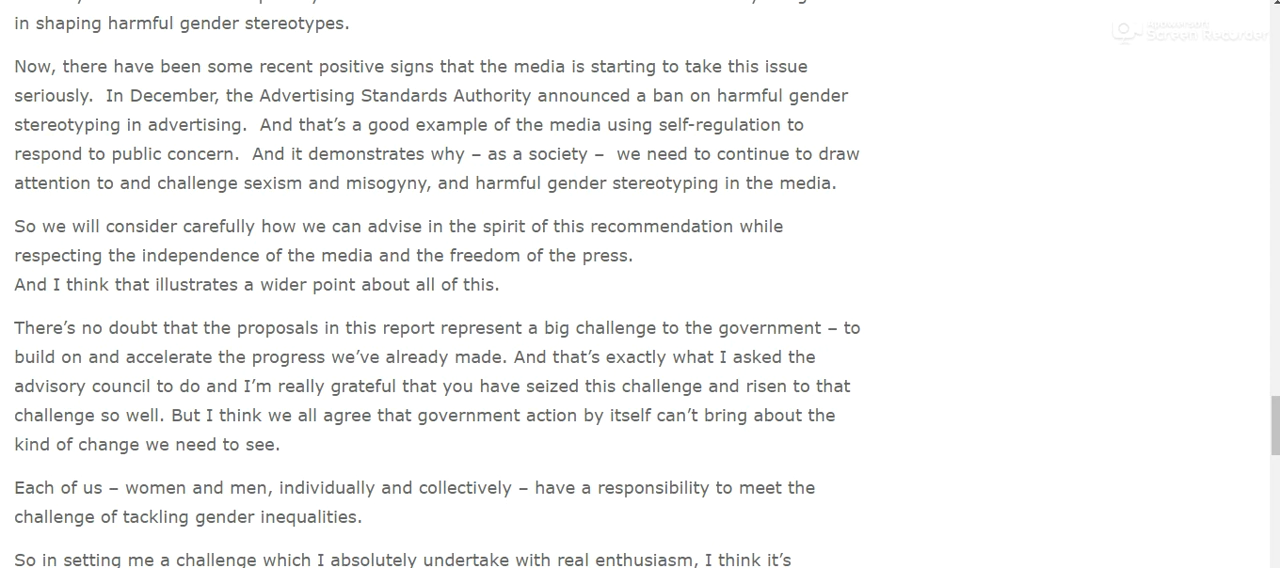 in shaping harmful gender stereotypes.
Now, there have been some recent positive signs that the media is starting to take this issue
seriously.  In December, the Advertising Standards Authority announced a ban on harmful gender
stereotyping in advertising.  And that’s a good example of the media using self-regulation to
respond to public concern.  And it demonstrates why – as a society –  we need to continue to draw
attention to and challenge sexism and misogyny, and harmful gender stereotyping in the media.
So we will consider carefully how we can advise in the spirit of this recommendation while
respecting the independence of the media and the freedom of the press.
And I think that illustrates a wider point about all of this.
There’s no doubt that the proposals in this report represent a big challenge to the government – to
build on and accelerate the progress we’ve already made. And that’s exactly what I asked the
advisory council to do and I’m really grateful that you have seized this challenge and risen to that
challenge so well. But I think we all agree that government action by itself can’t bring about the
kind of change we need to see.
Each of us – women and men, individually and collectively – have a responsibility to meet the
challenge of tackling gender inequalities.
So in setting me a challenge which I absolutely undertake with real enthusiasm, I think it’s
Apowersoft
Screen Recorder